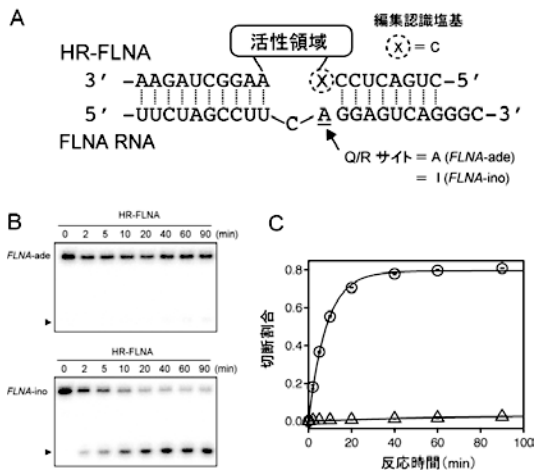 A
活性領域
編集認識塩基
X = C
HR-FLNA
3' -AAGAUCGGAA XCCUCAGUC-5'
5' -UUCUAGCCUU C A GGAGUCAGGGC-3'
FLNA RNA
Q/R サイト = A (FLNA-ade)
= I (FLNA-ino)
B
HR-FLNA
0 2 5 10 20 40 60 90 (min)
FLNA-ade
HR-FLNA
0 2 5 10 20 40 60 90 (min)
FLNA-ino
C
切断割合
0.8
0.6
0.4
0.2
0.0
0 20 40 60 80 100
反応時間(min)